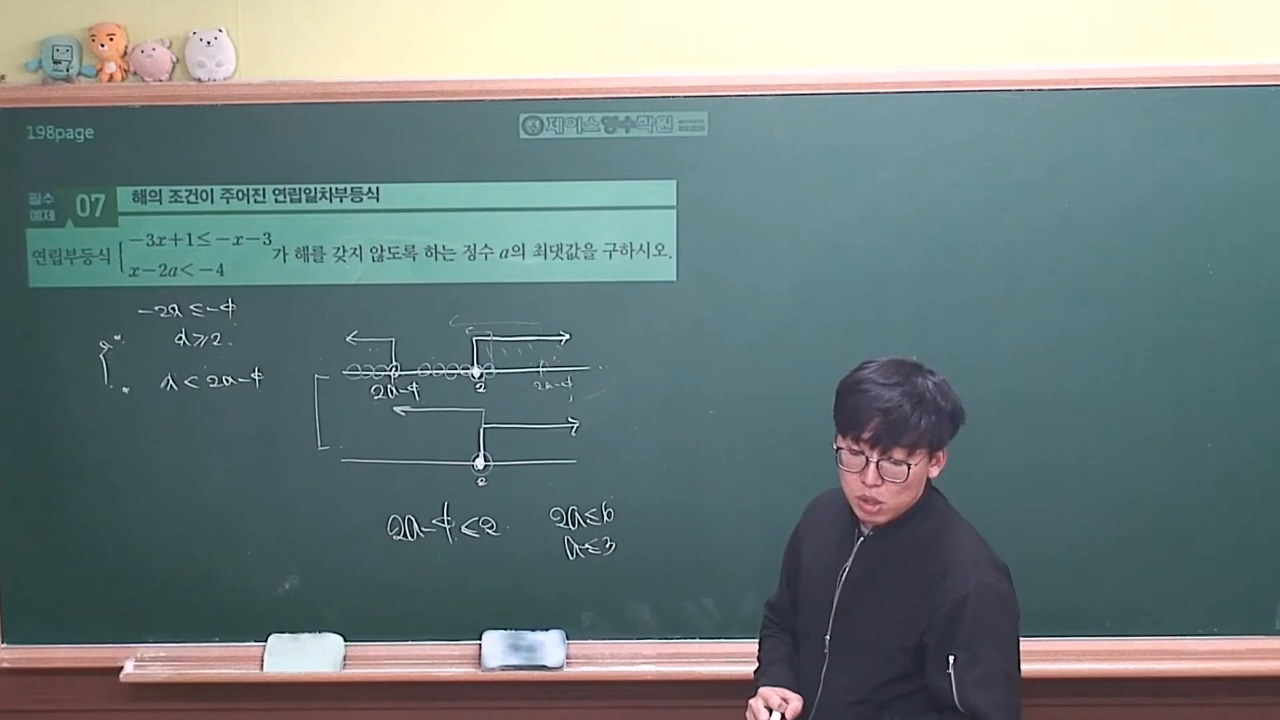 198page
제이스영수학원
필수 예제 07 해의 조건이 주어진 연립일차부등식
연립부등식 { -3x+1≤-x-3
x-2a<-4 가 해를 갖지 않도록 하는 정수 a의 최댓값을 구하시오.
-2x≤-4
x≥2.
x<2a-4
2a-4 2 2a-4
2
2a-4≤2. 2a≤6
a≤3